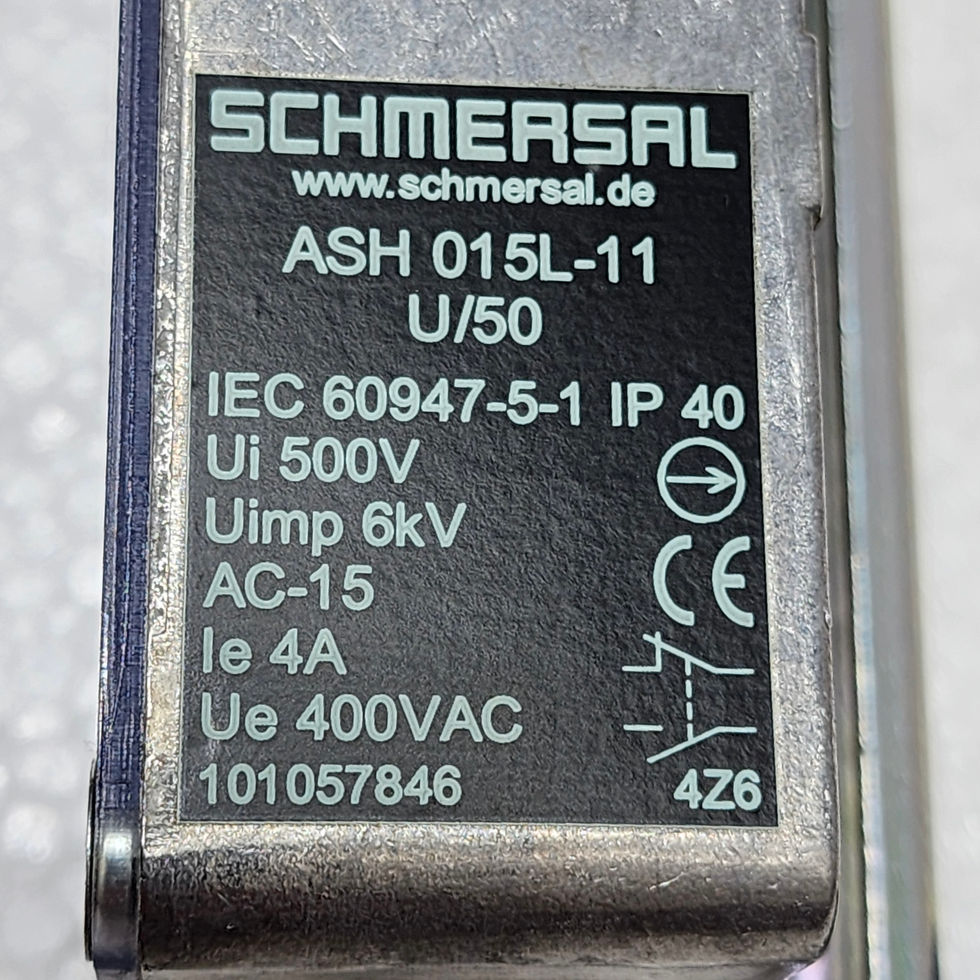 SCHMERSAL
www.schmersal.de
ASH 015L-11
U/50
IEC 60947-5-1 IP 40
Ui 500V
Uimp 6kV
AC-15
CE
Ie 4A
Ue 400VAC
101057846 4Z6